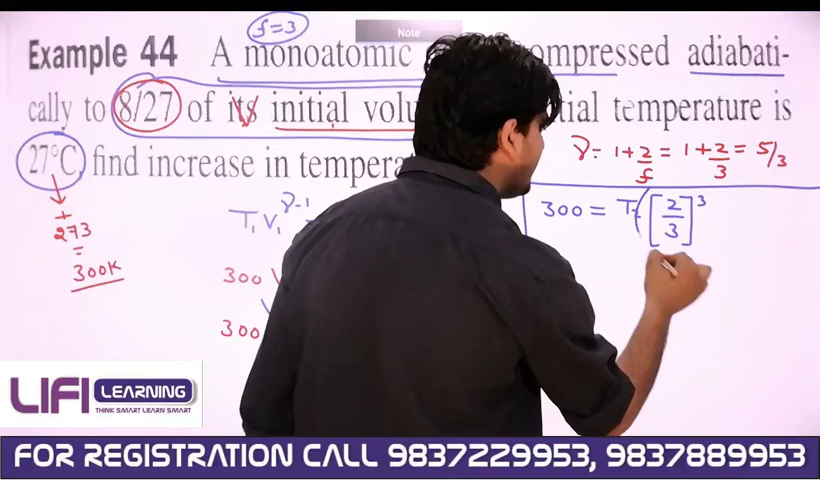 Note
f=3
Example 44 A monoatomic compressed adiabati-
cally to 8/27 of its initial volu tial temperature is
27°C, find increase in tempera
γ = 1+2/f = 1+2/3 = 5/3
+
273
=
300K
T₁V₁^γ-1
300
300
300 = T₂ ([2/3]³
LIFI LEARNING
THINK SMART LEARN SMART
FOR REGISTRATION CALL 9837229953, 9837889953